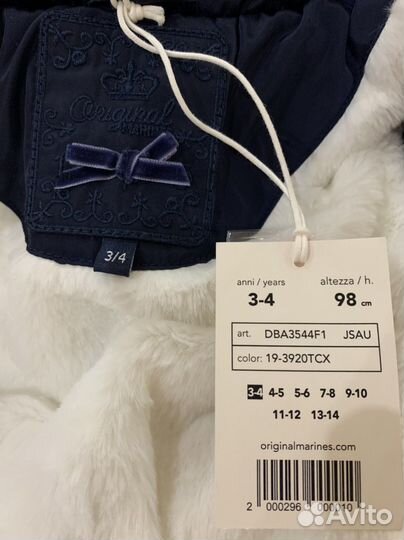 Original
MARINES
3/4
anni / years altezza / h.
3-4 98 cm
art. DBA3544F1 JSAU
color: 19-3920TCX
3-4 4-5 5-6 7-8 9-10
11-12 13-14
originalmarines.com
2 000296 000010
Avito